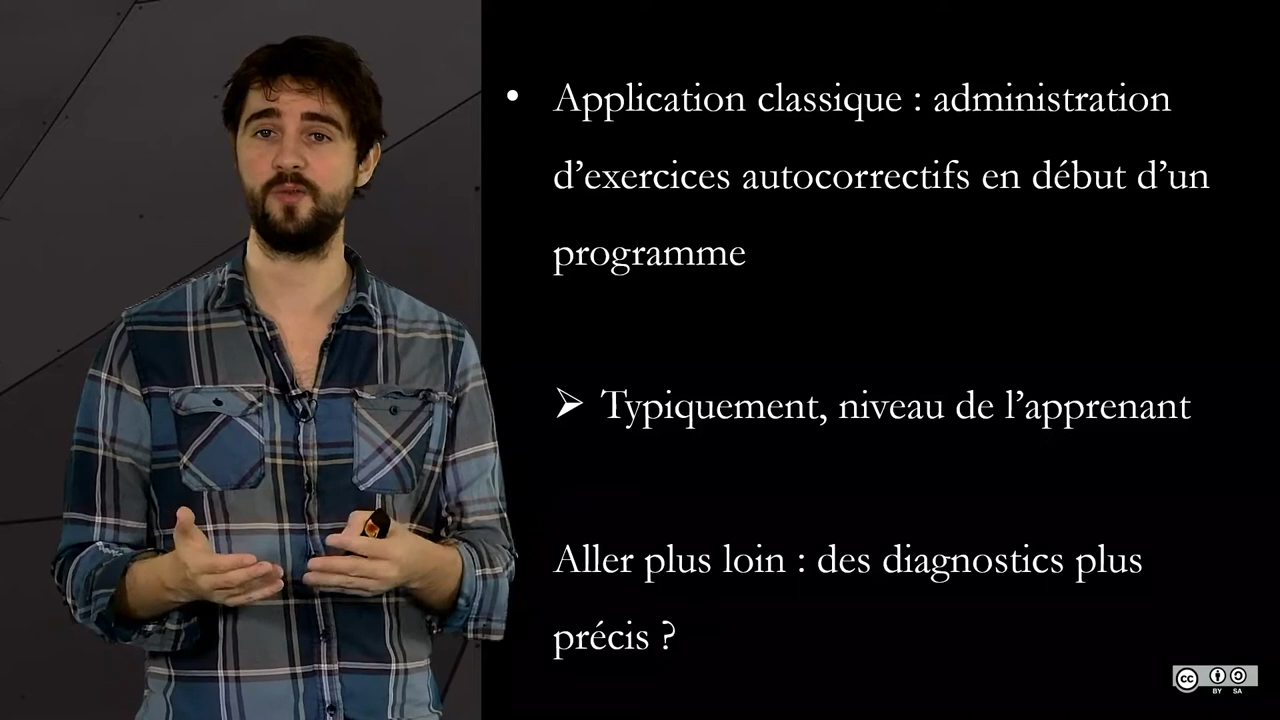 • Application classique : administration
d’exercices autocorrectifs en début d’un
programme
➢ Typiquement, niveau de l’apprenant
Aller plus loin : des diagnostics plus
précis ?
cc
BY SA